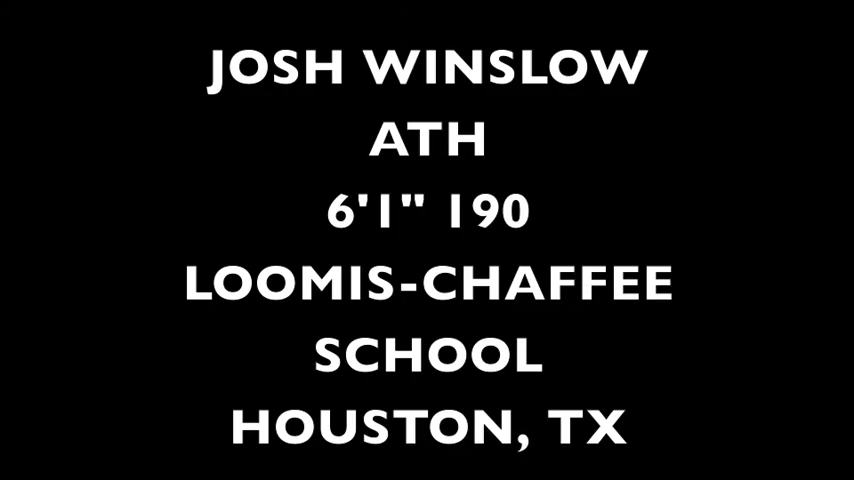 JOSH WINSLOW
ATH
6'1" 190
LOOMIS-CHAFFEE
SCHOOL
HOUSTON, TX